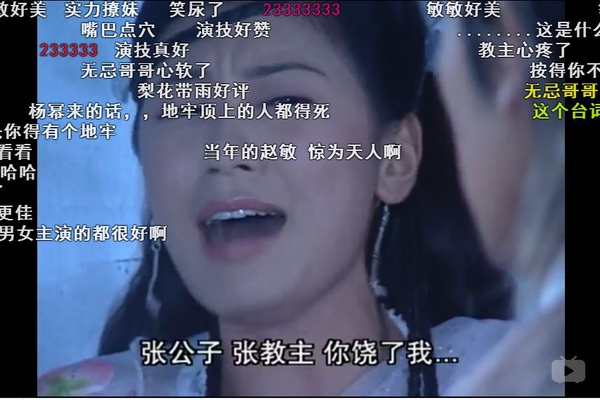 敏好美 实力撩妹 笑尿了 23333333 敏敏好美
嘴巴点穴 演技好赞 ........这是什么
233333 演技真好 教主心疼了
无忌哥哥心软了 按得你不
梨花带雨好评 无忌哥哥
杨幂来的话，，地牢顶上的人都得死 这个台词
你得有个地牢
看看 当年的赵敏 惊为天人啊
哈哈
更佳
男女主演的都很好啊
张公子 张教主 你饶了我...